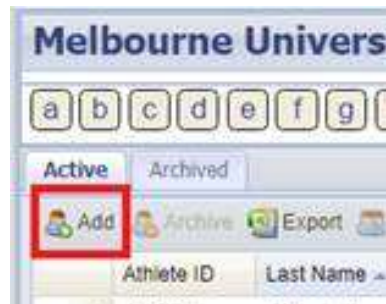 Melbourne Univers
a b c d e f g
Active Archived
Add Archive Export
Athlete ID Last Name